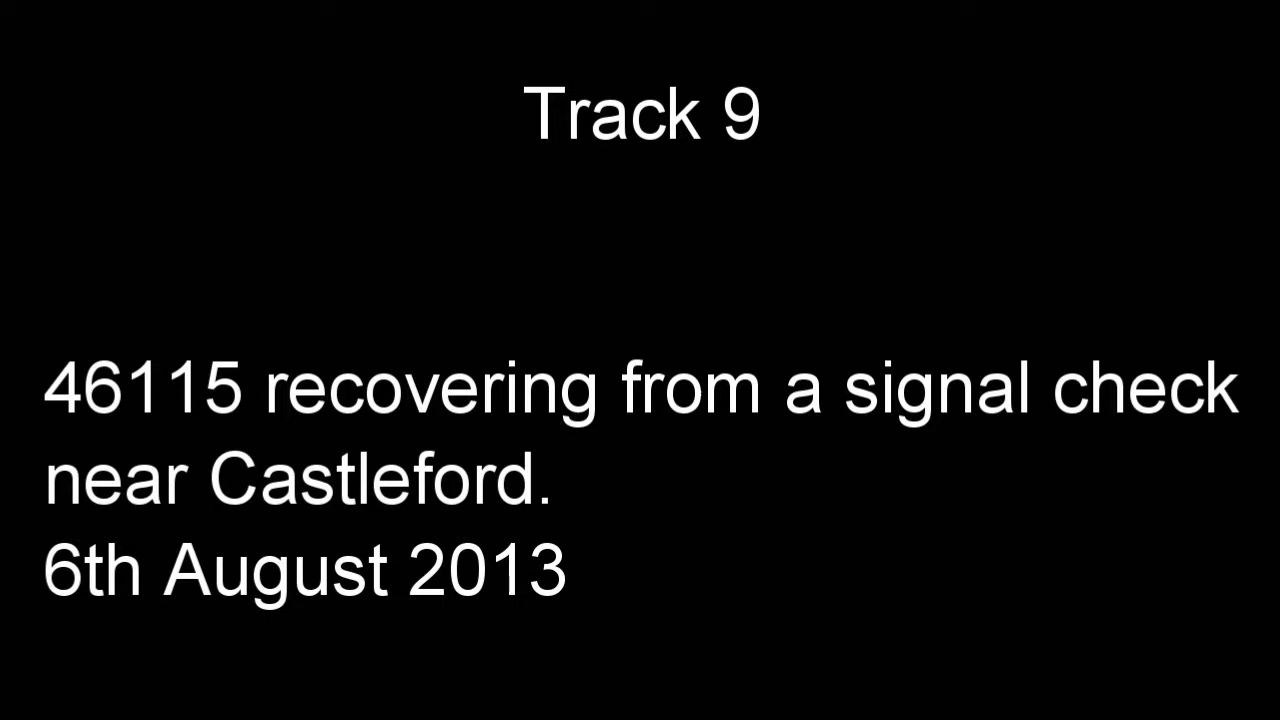 Track 9
46115 recovering from a signal check
near Castleford.
6th August 2013